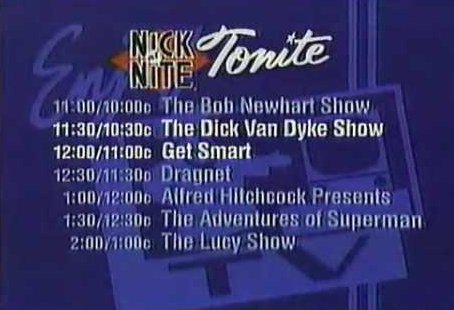 Enjoy
NICK at NITE Tonite
11:00/10:00c The Bob Newhart Show
11:30/10:30c The Dick Van Dyke Show
12:00/11:00c Get Smart
12:30/11:30c Dragnet
1:00/12:00c Alfred Hitchcock Presents
1:30/12:30c The Adventures of Superman
2:00/1:00c The Lucy Show
TV